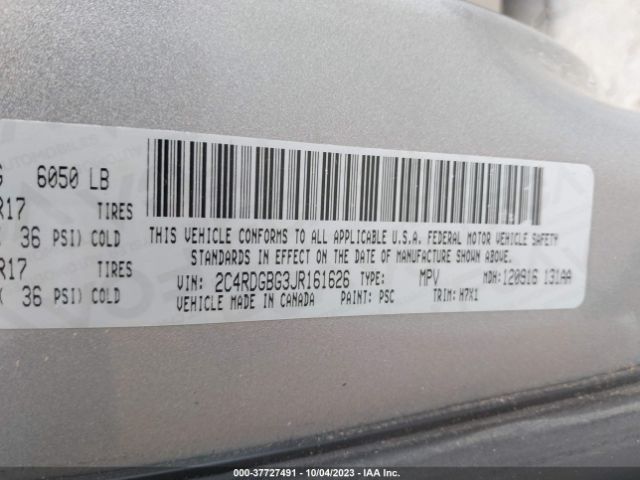 G 6050 LB
R17 TIRES
36 PSI) COLD
R17 TIRES
( 36 PSI) COLD
THIS VEHICLE CONFORMS TO ALL APPLICABLE U.S.A. FEDERAL MOTOR VEHICLE SAFETY
STANDARDS IN EFFECT ON THE DATE OF MANUFACTURE SHOWN ABOVE.
VIN: 2C4RDGBG3JR161626 TYPE: MPV MDH:120916 131AA
VEHICLE MADE IN CANADA PAINT: PSC TRIM: H7X1
000-37727491 - 10/04/2023 - IAA Inc.